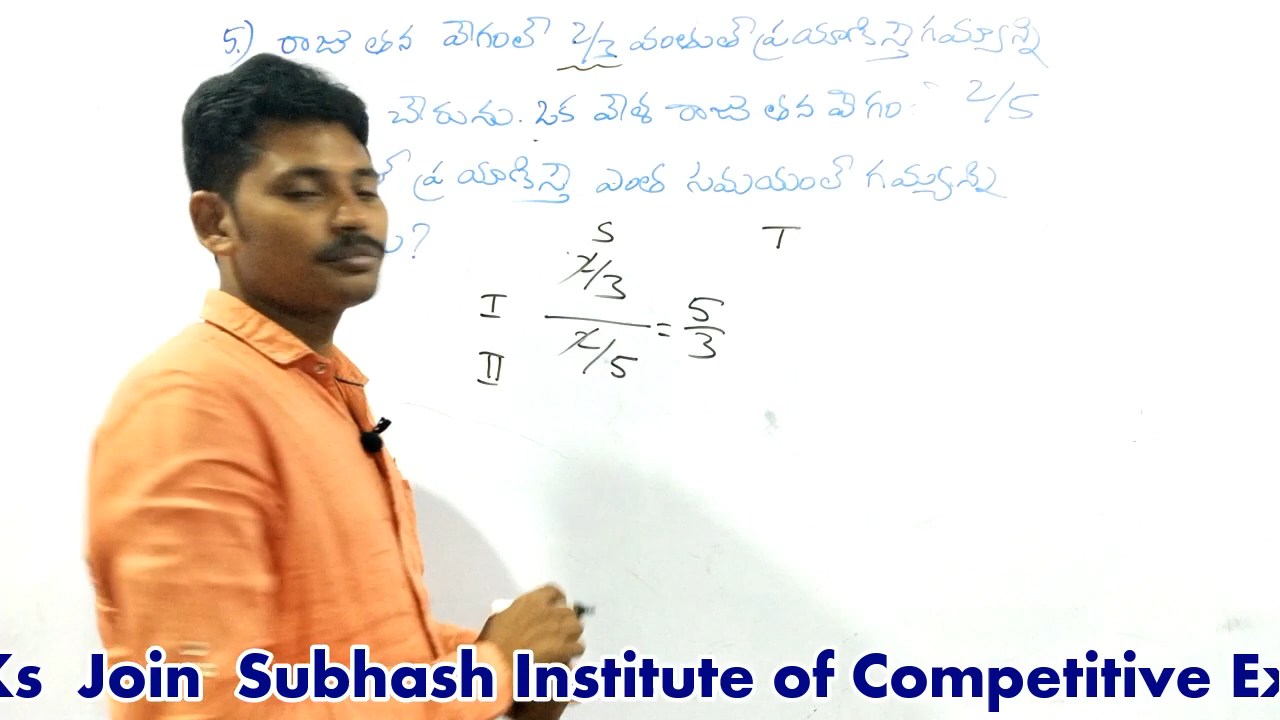 5.) రాజు తన వేగంలో 2/3 వంతుతో ప్రయాణిస్తే గమ్యాన్ని
చేరును. ఒక వేళ రాజు తన వేగం 2/5
లో ప్రయాణిస్తే ఎంత సమయంలో గమ్యాన్ని
?
S T
I 2/3
= 5/3
II 2/5
Join Subhash Institute of Competitive